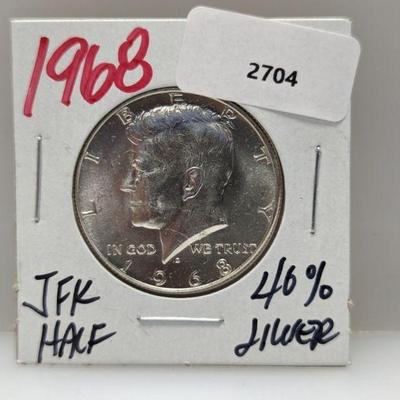 1968
2704
LIBERTY
IN GOD WE TRUST
D
1968
JFK
HALF
40%
SILVER